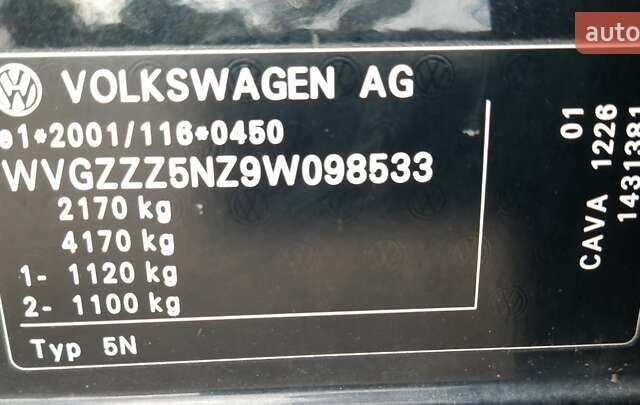 auto
VOLKSWAGEN AG
e1*2001/116*0450
WVGZZZ5NZ9W098533
2170 kg
4170 kg
1- 1120 kg
2- 1100 kg
Typ 5N
01
CAVA 1226
1431381